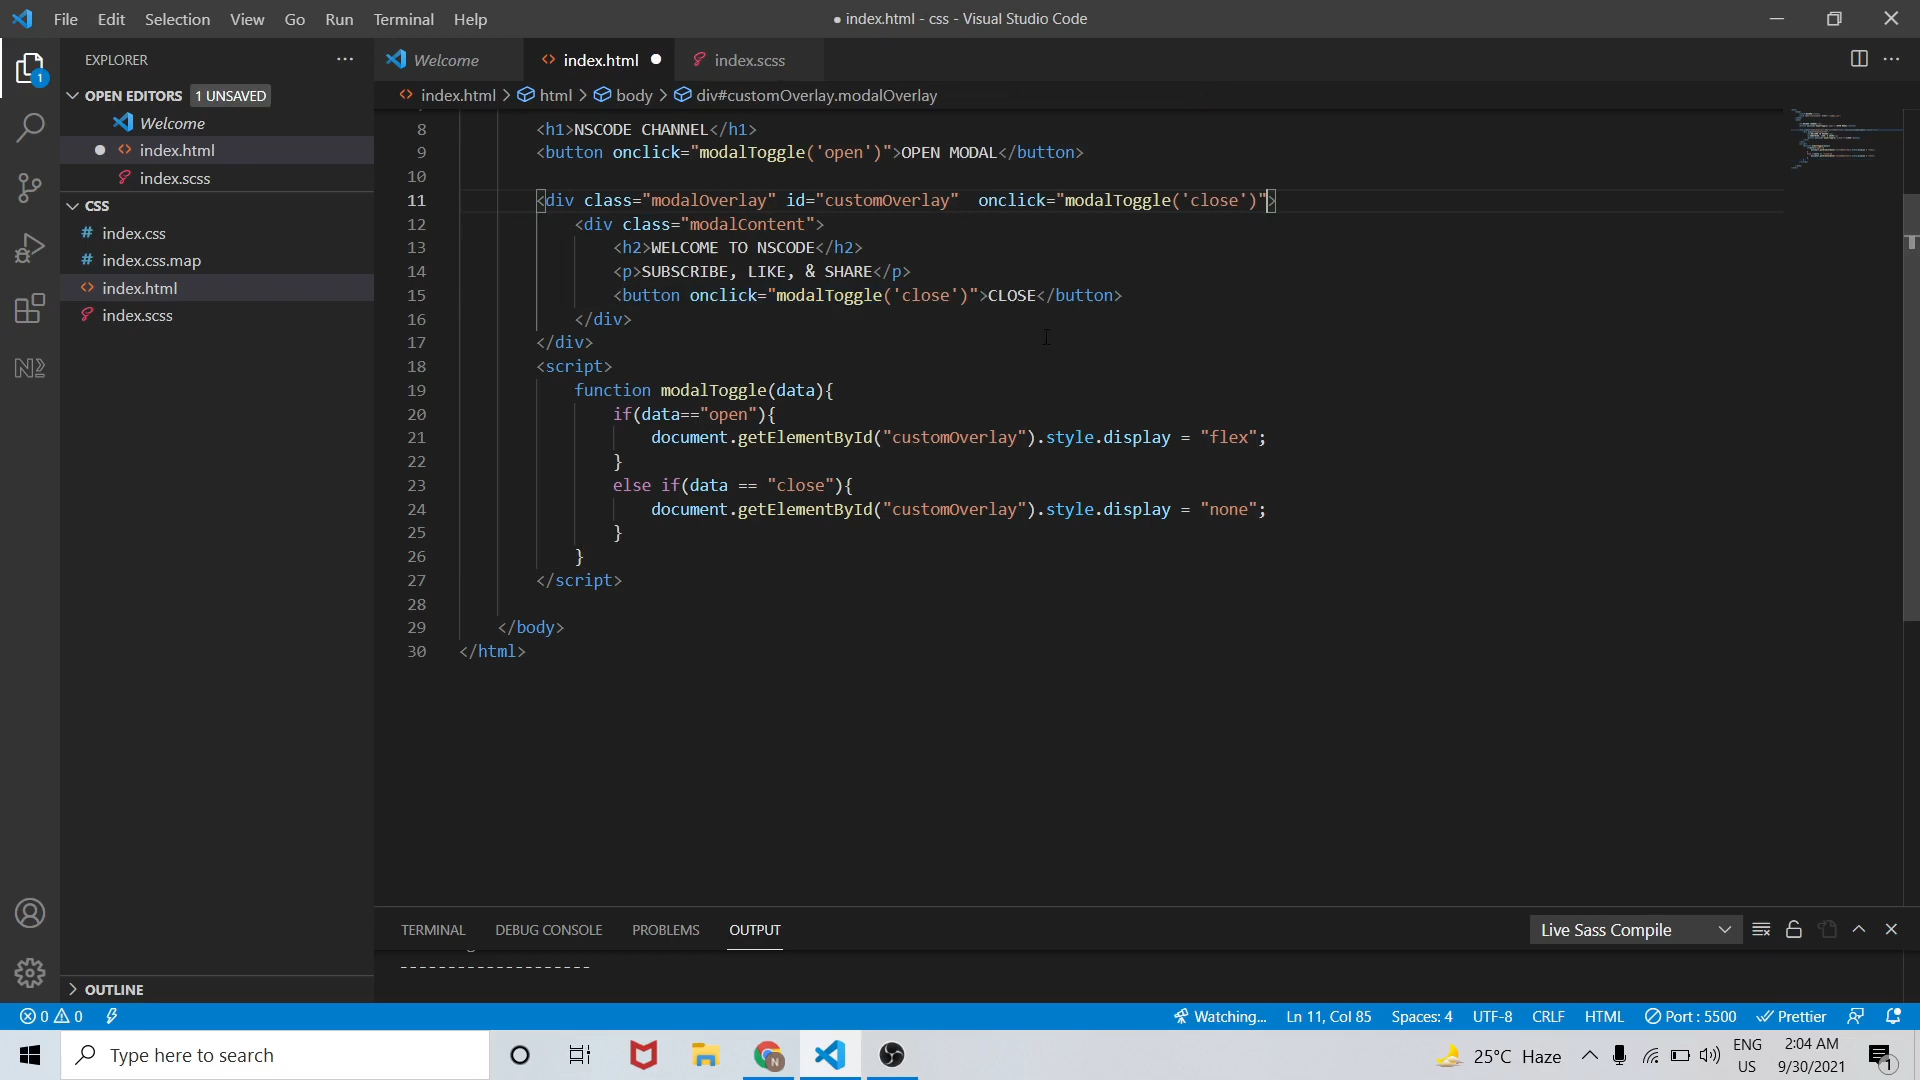 File Edit Selection View Go Run Terminal Help
● index.html - css - Visual Studio Code
EXPLORER
Welcome
index.html
index.scss
OPEN EDITORS 1 UNSAVED
index.html > html > body > div#customOverlay.modalOverlay
Welcome
index.html
index.scss
CSS
index.css
index.css.map
index.html
index.scss
OUTLINE
8 <h1>NSCODE CHANNEL</h1>
9 <button onclick="modalToggle('open')">OPEN MODAL</button>
10
11 <div class="modalOverlay" id="customOverlay"  onclick="modalToggle('close')">
12 <div class="modalContent">
13 <h2>WELCOME TO NSCODE</h2>
14 <p>SUBSCRIBE, LIKE, & SHARE</p>
15 <button onclick="modalToggle('close')">CLOSE</button>
16 </div>
17 </div>
18 <script>
19 function modalToggle(data){
20 if(data=="open"){
21 document.getElementById("customOverlay").style.display = "flex";
22 }
23 else if(data == "close"){
24 document.getElementById("customOverlay").style.display = "none";
25 }
26 }
27 </script>
28
29 </body>
30 </html>
TERMINAL DEBUG CONSOLE PROBLEMS OUTPUT
Live Sass Compile
--------------------
0 0
Watching... Ln 11, Col 85 Spaces: 4 UTF-8 CRLF HTML Port : 5500 Prettier
Type here to search
25°C Haze
ENG
US
2:04 AM
9/30/2021
1